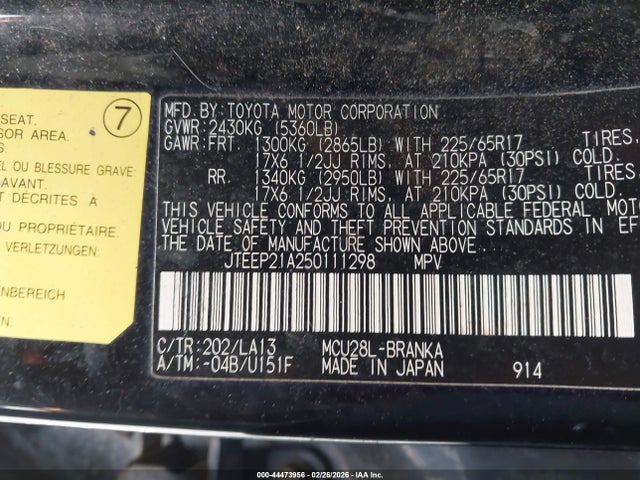 SEAT.
SOR AREA.
S.
7
EL OU BLESSURE GRAVE
AVANT.
T DÉCRITES À
DU PROPRIÉTAIRE.
VERLETZUNGEN.
NENBEREICH
MFD. BY: TOYOTA MOTOR CORPORATION
GVWR: 2430KG (5360LB)
GAWR: FRT. 1300KG (2865LB) WITH 225/65R17 TIRES,
17X6 1/2JJ RIMS, AT 210KPA (30PSI) COLD.
RR. 1340KG (2950LB) WITH 225/65R17 TIRES,
17X6 1/2JJ RIMS, AT 210KPA (30PSI) COLD.
THIS VEHICLE CONFORMS TO ALL APPLICABLE FEDERAL MOTO
VEHICLE SAFETY AND THEFT PREVENTION STANDARDS IN EF
THE DATE OF MANUFACTURE SHOWN ABOVE.
JTEEP21A250111298 MPV
C/TR: 202/LA13 MCU28L-BRANKA
A/TM: -04B/U151F MADE IN JAPAN 914
000-44473956 - 02/26/2026 - IAA Inc.